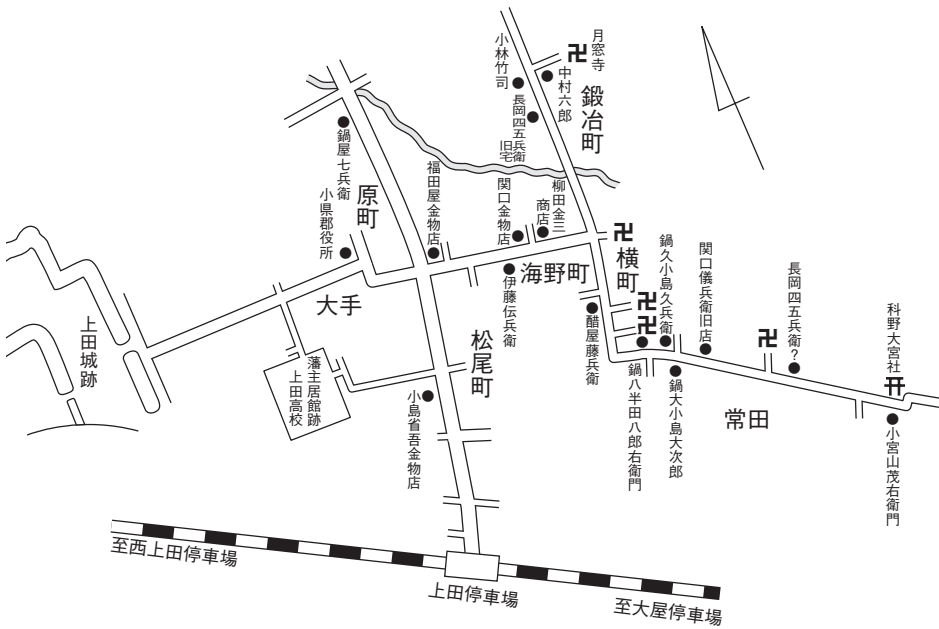 月窓寺
小林竹司
中村六郎
鍛冶町
長岡四五兵衛
旧宅
鍋屋七兵衛
原町
小県郡役所
福田屋金物店
関口金物店
柳田金三
商店
海野町
横町
伊藤伝兵衛
醋屋藤兵衛
鍋久小島久兵衛
関口儀兵衛旧店
長岡四五兵衛?
科野大宮社
大手
上田城跡
松尾町
藩主居館跡
上田高校
小島省吾金物店
鍋八半田八郎右衛門
鍋大小島大次郎
常田
小宮山茂右衛門
至西上田停車場
上田停車場
至大屋停車場